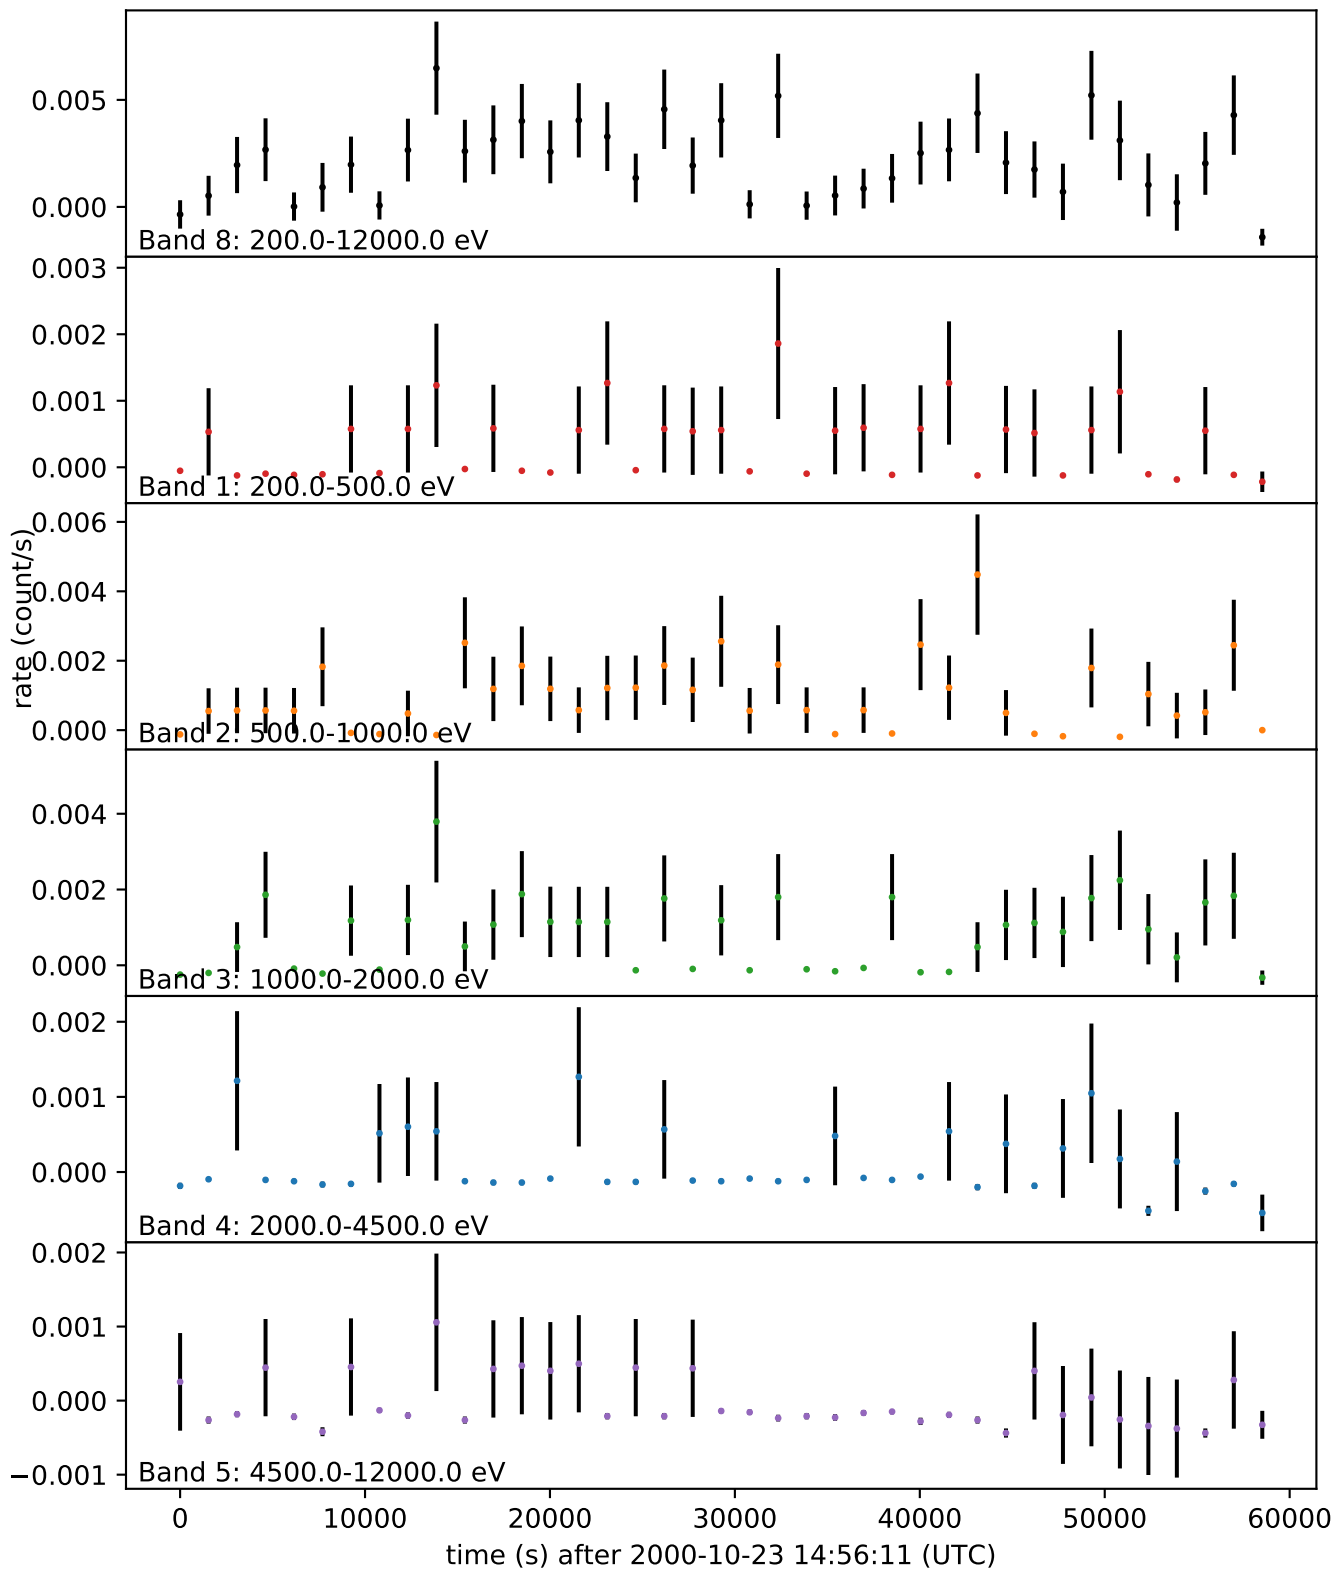 0.005
0.000
Band 8: 200.0-12000.0 eV
0.003
0.002
0.001
0.000
Band 1: 200.0-500.0 eV
rate (count/s)
0.006
0.004
0.002
0.000
Band 2: 500.0-1000.0 eV
0.004
0.002
0.000
Band 3: 1000.0-2000.0 eV
0.002
0.001
0.000
Band 4: 2000.0-4500.0 eV
0.002
0.001
0.000
−0.001
Band 5: 4500.0-12000.0 eV
0 10000 20000 30000 40000 50000 60000
time (s) after 2000-10-23 14:56:11 (UTC)